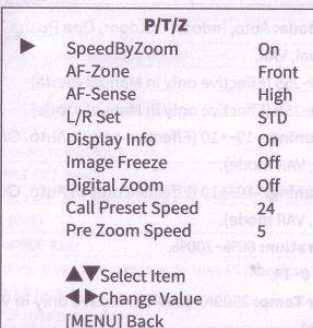 P/T/Z
▶ SpeedByZoom On
AF-Zone Front
AF-Sense High
L/R Set STD
Display Info On
Image Freeze Off
Digital Zoom Off
Call Preset Speed 24
Pre Zoom Speed 5
▲▼Select Item
◀ ▶Change Value
[MENU] Back